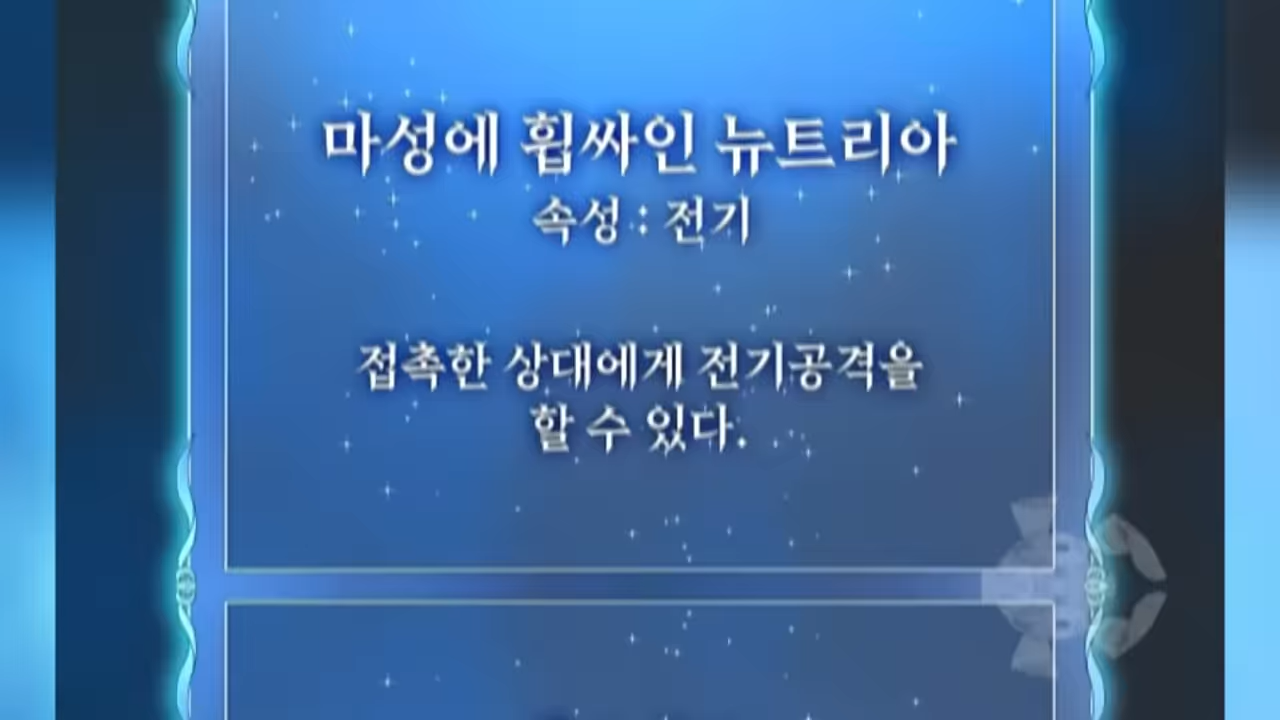 마성에 휩싸인 뉴트리아
속성 : 전기
접촉한 상대에게 전기공격을
할 수 있다.